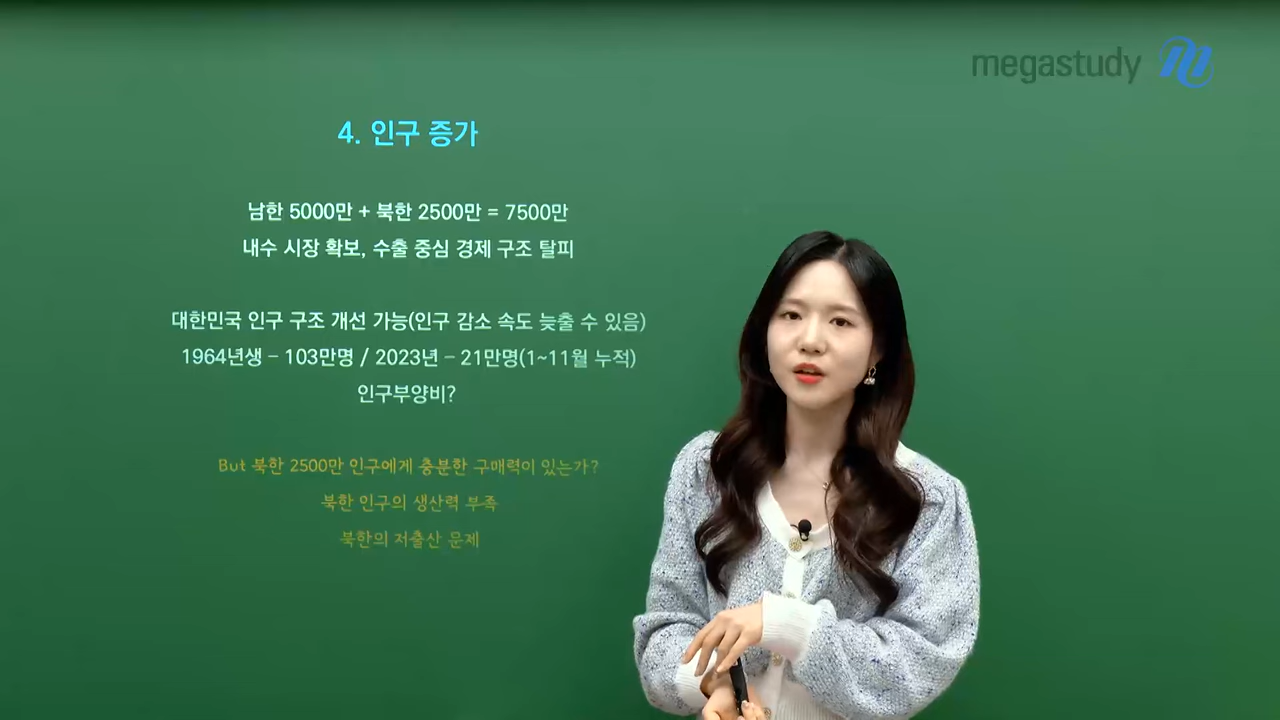 megastudy
4. 인구 증가
남한 5000만 + 북한 2500만 = 7500만
내수 시장 확보, 수출 중심 경제 구조 탈피
대한민국 인구 구조 개선 가능(인구 감소 속도 늦출 수 있음)
1964년생 - 103만명 / 2023년 - 21만명(1~11월 누적)
인구부양비?
But 북한 2500만 인구에게 충분한 구매력이 있는가?
북한 인구의 생산력 부족
북한의 저출산 문제